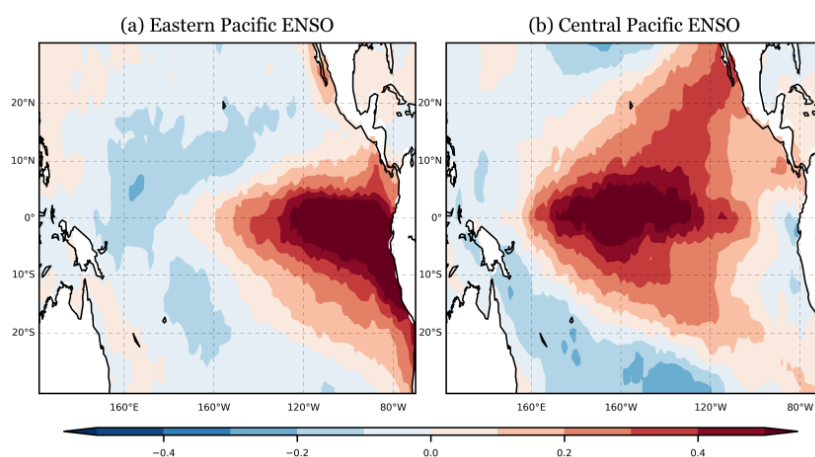 (a) Eastern Pacific ENSO (b) Central Pacific ENSO
20°N 20°N
10°N 10°N
0° 0°
10°S 10°S
20°S 20°S
160°E 160°W 120°W 80°W 160°E 160°W 120°W 80°W
−0.4 −0.2 0.0 0.2 0.4